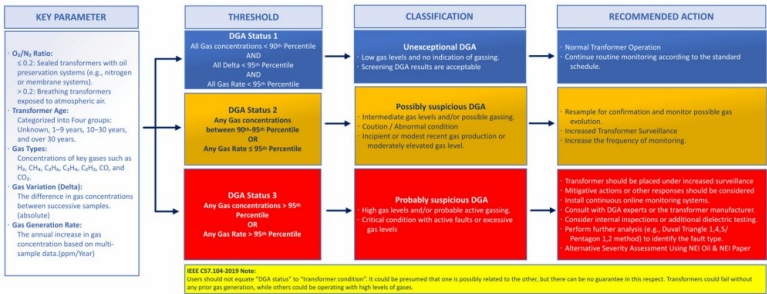 KEY PARAMETER
· O₂/N₂ Ratio:
≤ 0.2: Sealed transformers with oil
preservation systems (e.g., nitrogen
or membrane systems).
> 0.2: Breathing transformers
exposed to atmospheric air.
· Transformer Age:
Categorized into Four groups:
Unknown, 1–9 years, 10–30 years,
and over 30 years.
· Gas Types:
Concentrations of key gases such as
H₂, CH₄, C₂H₆, C₂H₄, C₂H₂, CO, and
CO₂.
· Gas Variation (Delta):
The difference in gas concentrations
between successive samples.
(absolute)
· Gas Generation Rate:
The annual increase in gas
concentration based on multi-
sample data.(ppm/Year)
THRESHOLD
DGA Status 1
All Gas concentrations < 90th Percentile
AND
All Delta < 95th Percentile
AND
All Gas Rate < 95th Percentile
DGA Status 2
Any Gas concentrations
between 90th-95th Percentile
OR
Any Gas Rate ≤ 95th Percentile
DGA Status 3
Any Gas concentrations > 95th
Percentile
OR
Any Gas Rate > 95th Percentile
CLASSIFICATION
Unexceptional DGA
· Low gas levels and no indication of gassing.
· Screening DGA results are acceptable
Possibly suspicious DGA
· Intermediate gas levels and/or possible gassing.
· Coution / Abnormal condition
· Incipient or modest recent gas production or
moderately elevated gas level.
Probably suspicious DGA
· High gas levels and/or probable active gassing.
· Critical condition with active faults or excessive
gas levels
RECOMMENDED ACTION
· Normal Tranformer Operation
· Continue routine monitoring according to the standard
schedule.
· Resample for confirmation and monitor possible gas
evolution.
· Increased Transformer Surveillance
· Increase the frequency of monitoring.
· Transformer should be placed under increased surveillance
· Mitigative actions or other responses should be considered
· Install continuous online monitoring systems.
· Consult with DGA experts or the transformer manufacturer.
· Consider internal inspections or additional dielectric testing.
· Perform further analysis (e.g., Duval Triangle 1,4,5/
Pentagon 1,2 method) to identify the fault type.
· Alternative Severity Assessment Using NEI Oil & NEI Paper
IEEE C57.104-2019 Note:
Users should not equate "DGA status" to "transformer condition". It could be presumed that one is possibly related to the other, but there can be no guarantee in this respect. Transformers could fail without
any prior gas generation, while others could be operating with high levels of gases.